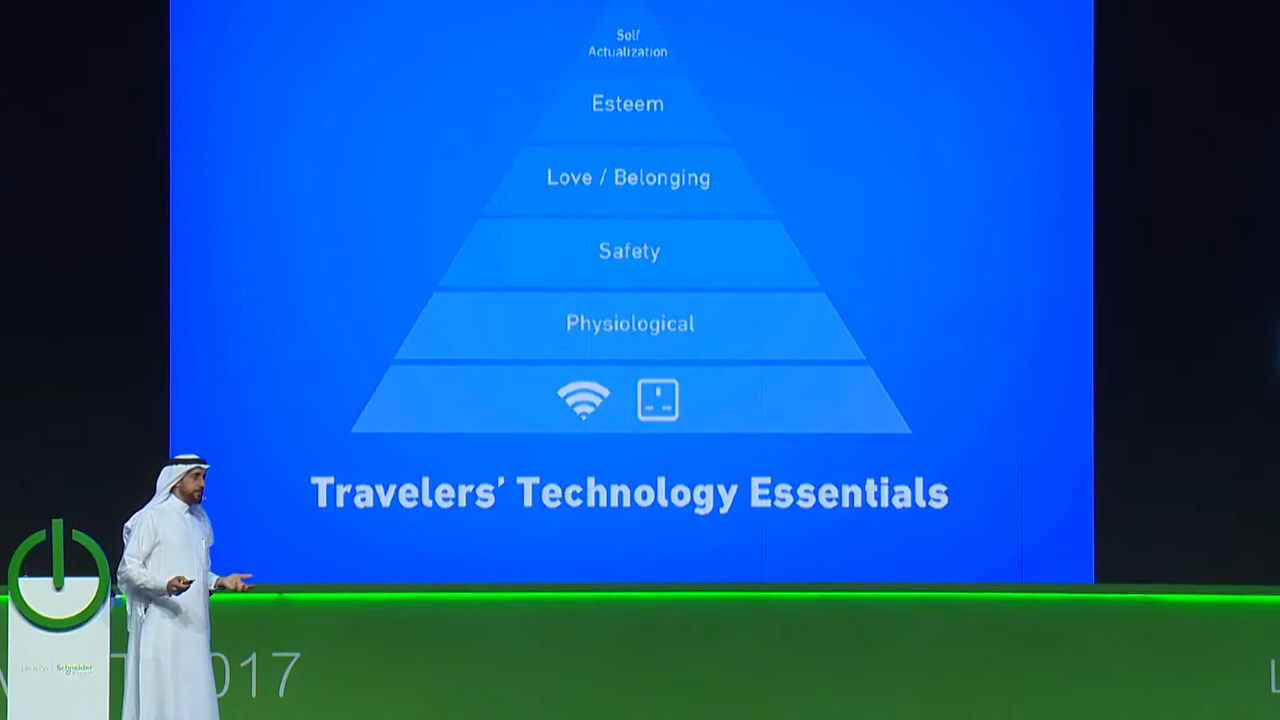 Self
Actualization
Esteem
Love / Belonging
Safety
Physiological
Travelers' Technology Essentials
Schneider
017
L